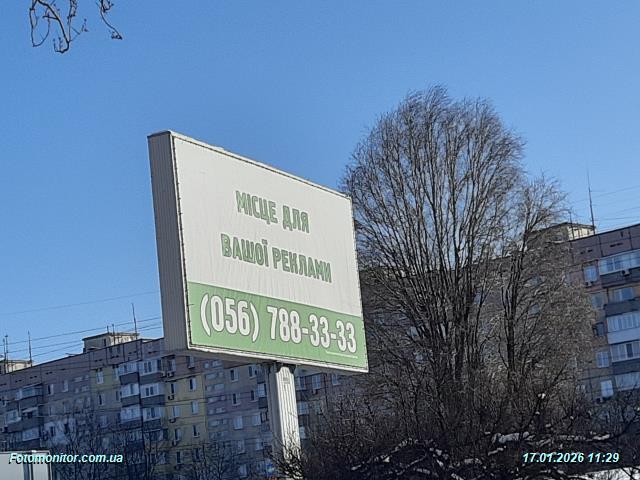 МІСЦЕ ДЛЯ
ВАШОЇ РЕКЛАМИ
(056) 788-33-33
Fotomonitor.com.ua
17.01.2026 11:29